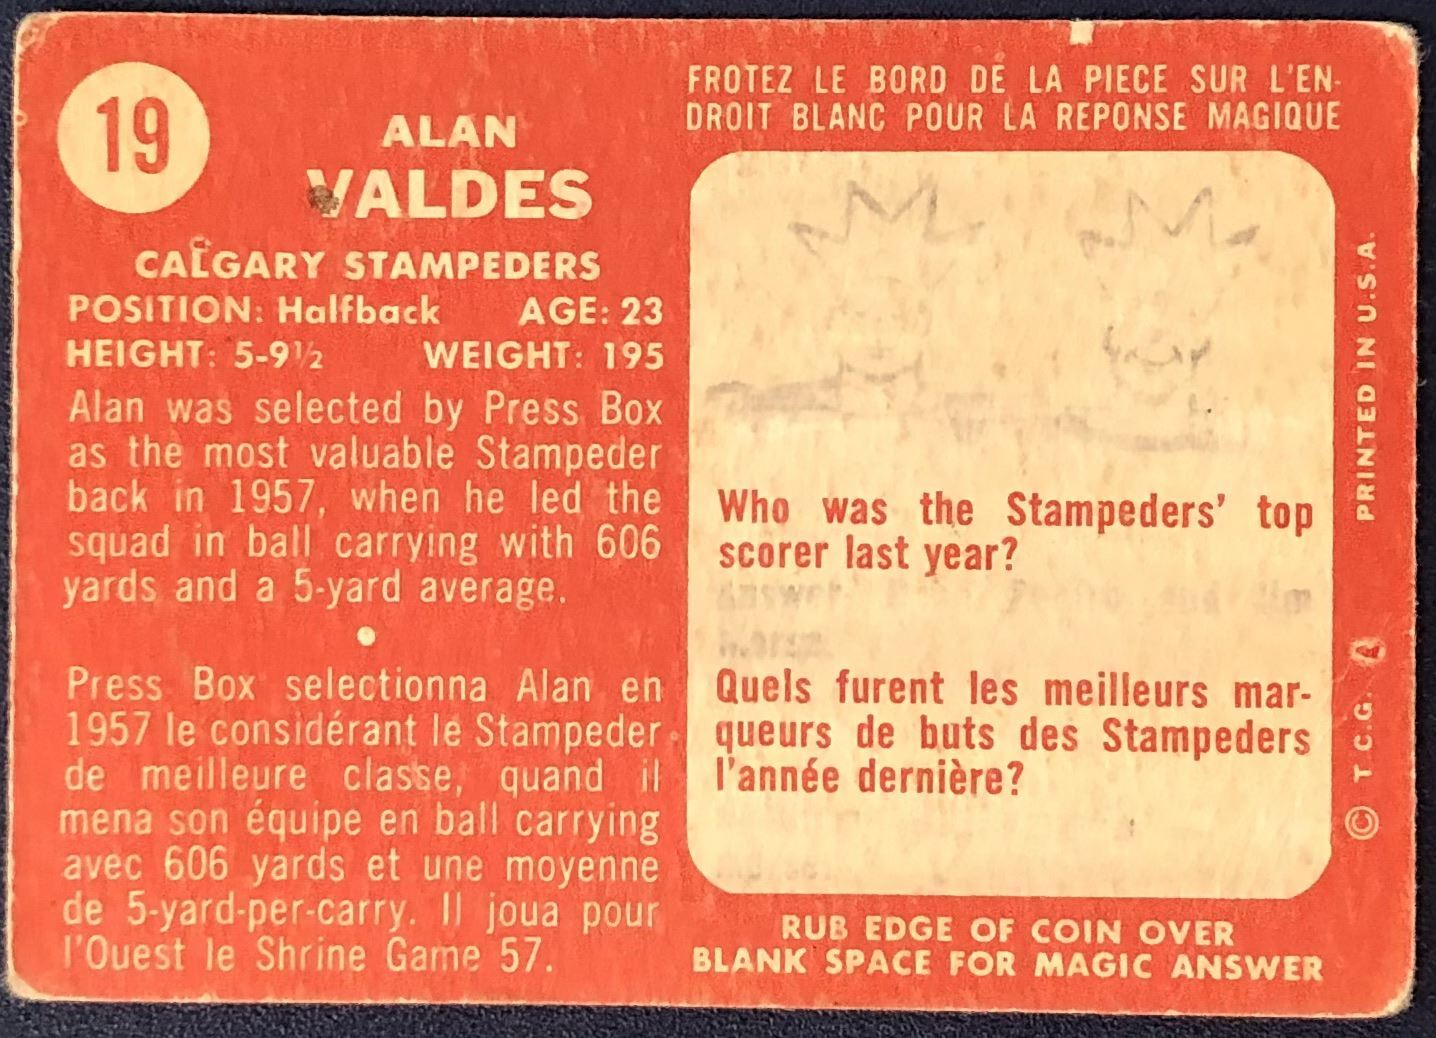 19
ALAN
VALDES
CALGARY STAMPEDERS
POSITION: Halfback AGE: 23
HEIGHT: 5-9½ WEIGHT: 195
Alan was selected by Press Box
as the most valuable Stampeder
back in 1957, when he led the
squad in ball carrying with 606
yards and a 5-yard average.
Press Box selectionna Alan en
1957 le considérant le Stampeder
de meilleure classe, quand il
mena son équipe en ball carrying
avec 606 yards et une moyenne
de 5-yard-per-carry. Il joua pour
l'Ouest le Shrine Game 57.
FROTEZ LE BORD DE LA PIECE SUR L'EN-
DROIT BLANC POUR LA REPONSE MAGIQUE
Who was the Stampeders' top
scorer last year?
Answer: and Jim
Quels furent les meilleurs mar-
queurs de buts des Stampeders
l'année dernière?
RUB EDGE OF COIN OVER
BLANK SPACE FOR MAGIC ANSWER
© T.C.G. PRINTED IN U.S.A.